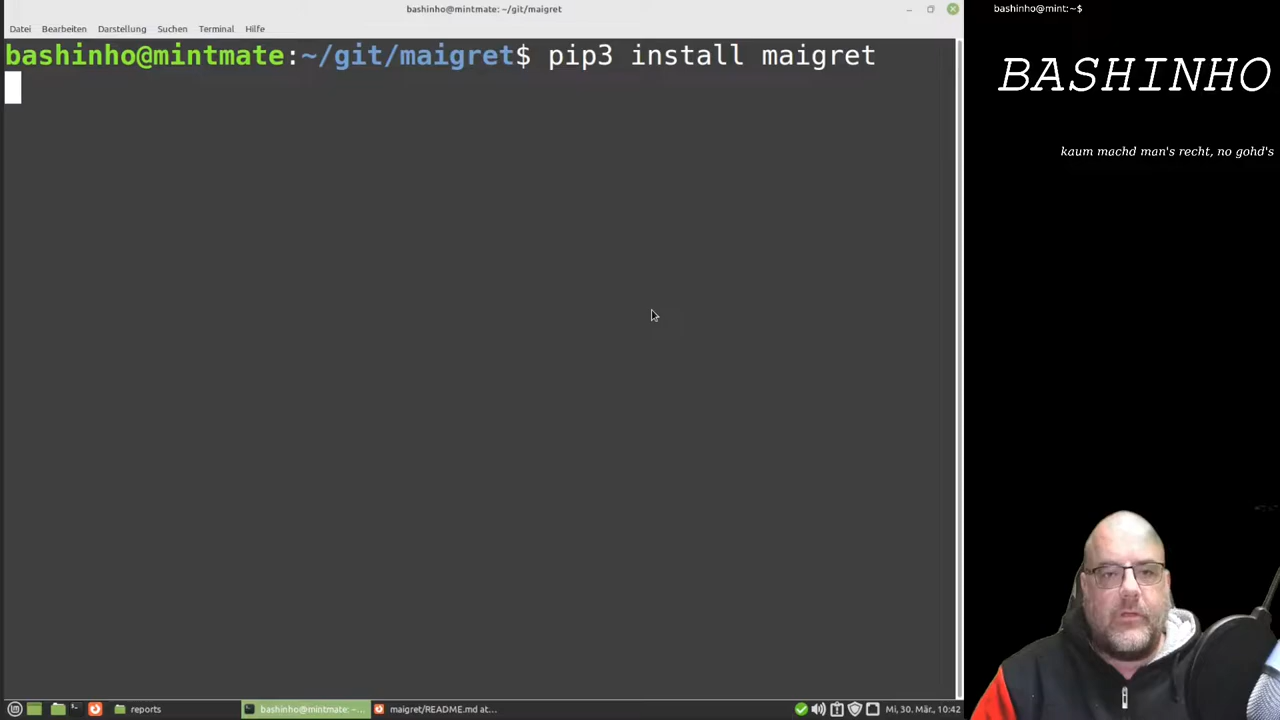 bashinho@mintmate: ~/git/maigret
bashinho@mint:~$
Datei Bearbeiten Darstellung Suchen Terminal Hilfe
bashinho@mintmate:~/git/maigret$ pip3 install maigret
BASHINHO
kaum machd man's recht, no gohd's
reports
bashinho@mintmate: ~...
maigret/README.md at...
Mi, 30. Mär., 10:42